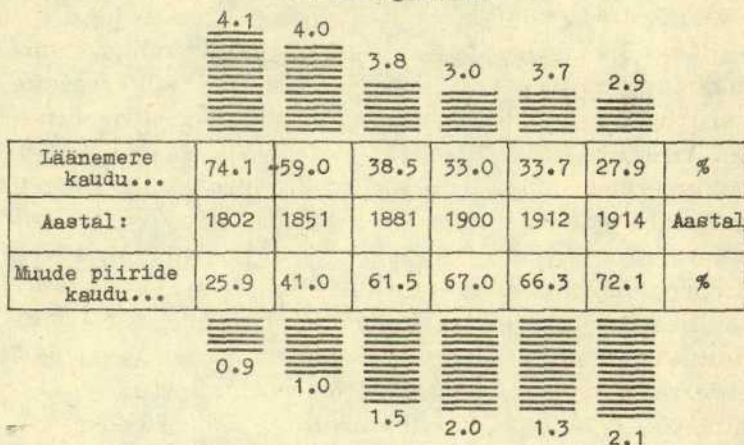 4.1 4.0 3.8 3.0 3.7 2.9
Läänemere kaudu... 74.1 59.0 38.5 33.0 33.7 27.9 %
Aastal: 1802 1851 1881 1900 1912 1914 Aastal
Muude piiride kaudu... 25.9 41.0 61.5 67.0 66.3 72.1 %
0.9 1.0 1.5 2.0 1.3 2.1